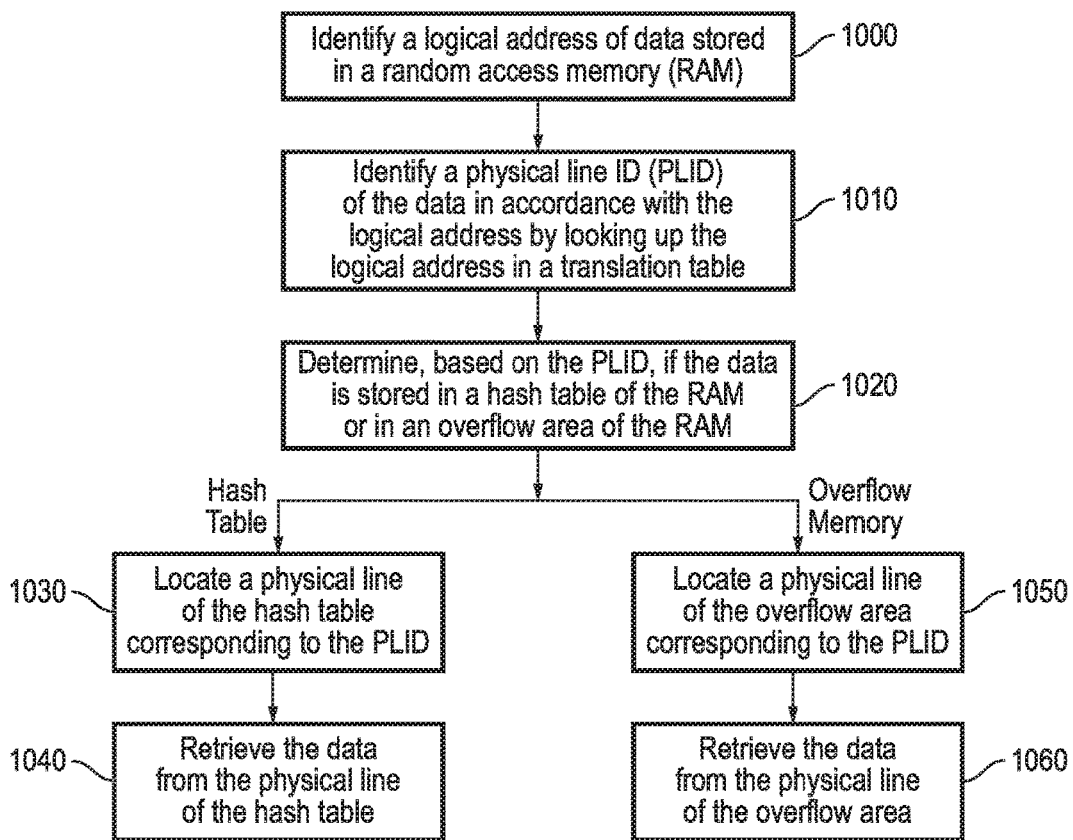 Identify a logical address of data stored
in a random access memory (RAM)
1000
Identify a physical line ID (PLID)
of the data in accordance with the
logical address by looking up the
logical address in a translation table
1010
Determine, based on the PLID, if the data
is stored in a hash table of the RAM
or in an overflow area of the RAM
1020
Hash
Table
Overflow
Memory
1030
Locate a physical line
of the hash table
corresponding to the PLID
Locate a physical line
of the overflow area
corresponding to the PLID
1050
1040
Retrieve the data
from the physical line
of the hash table
Retrieve the data
from the physical line
of the overflow area
1060